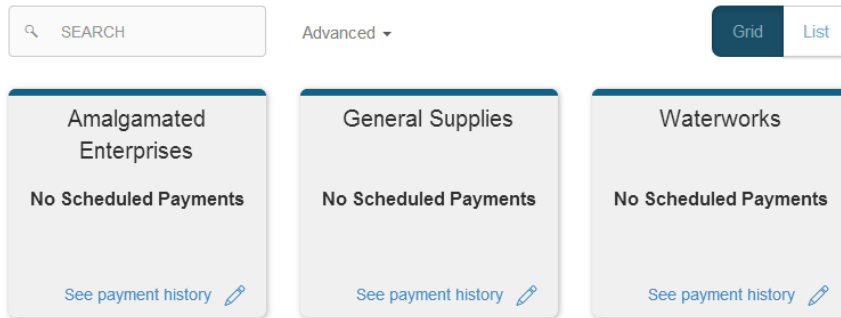 SEARCH
Advanced
Grid
List
Amalgamated
Enterprises
No Scheduled Payments
See payment history
General Supplies
No Scheduled Payments
See payment history
Waterworks
No Scheduled Payments
See payment history